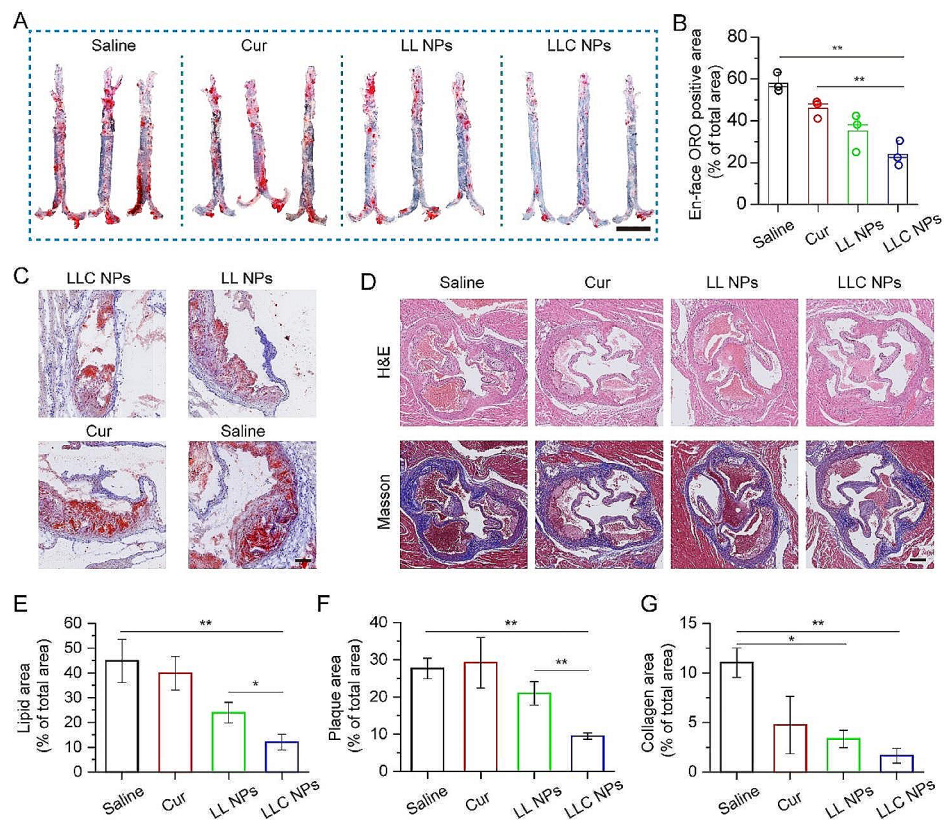 A
Saline
Cur
LL NPs
LLC NPs
B
En-face ORO positive area
(% of total area)
80
60
40
20
0
**
**
Saline
Cur
LL NPs
LLC NPs
C
LLC NPs
LL NPs
Cur
Saline
D
Saline
Cur
LL NPs
LLC NPs
H&E
Masson
E
Lipid area
(% of total area)
60
50
40
30
20
10
0
**
*
Saline
Cur
LL NPs
LLC NPs
F
Plaque area
(% of total area)
40
30
20
10
0
**
**
Saline
Cur
LL NPs
LLC NPs
G
Collagen area
(% of total area)
15
10
5
0
**
*
Saline
Cur
LL NPs
LLC NPs